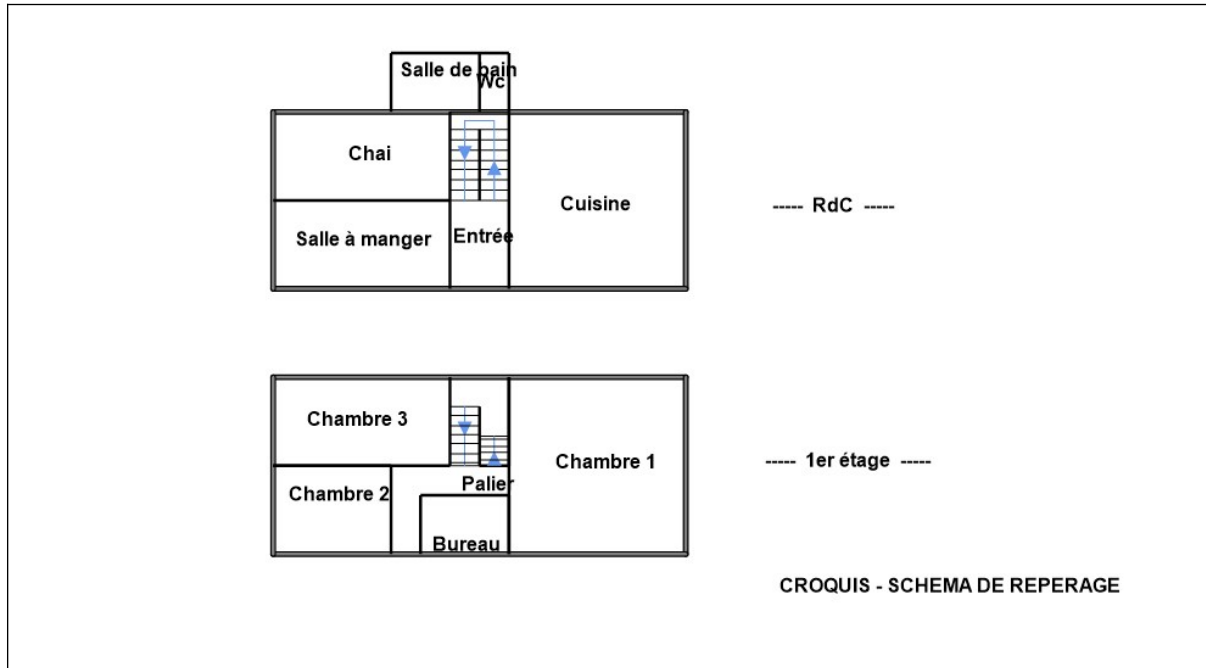 Salle de bain
Wc
Chai
Cuisine
----- RdC -----
Salle à manger
Entrée
Chambre 3
Chambre 1
----- 1er étage -----
Chambre 2
Palier
Bureau
CROQUIS - SCHEMA DE REPERAGE